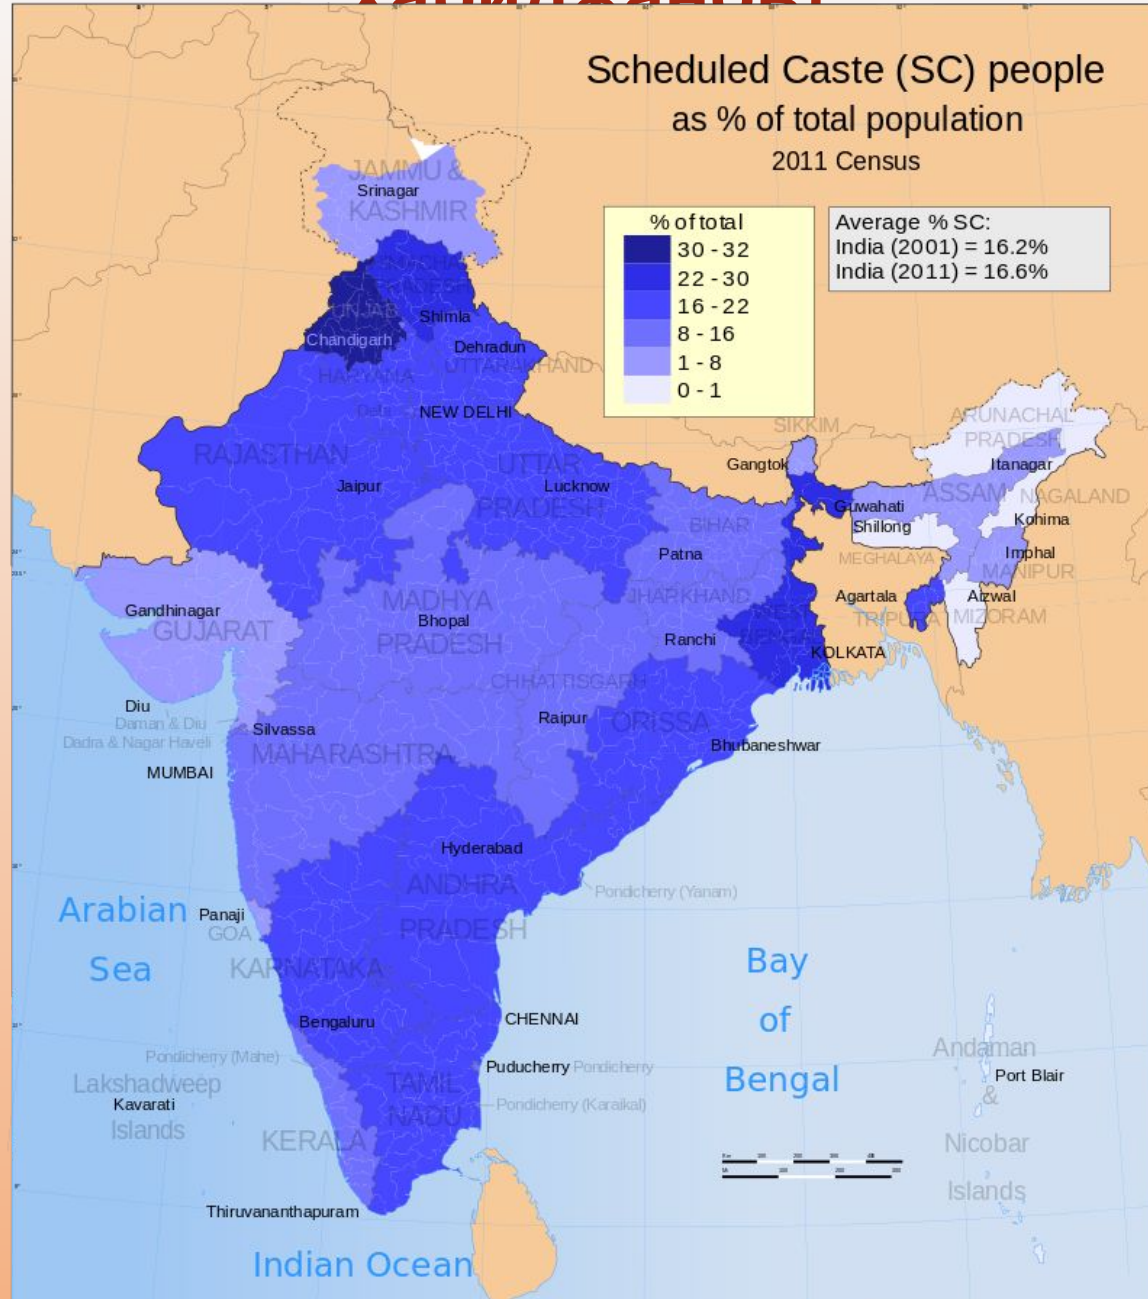 Scheduled Caste (SC) people
as % of total population
2011 Census
% of total
30 - 32
22 - 30
16 - 22
8 - 16
1 - 8
0 - 1
Average % SC:
India (2001) = 16.2%
India (2011) = 16.6%
JAMMU &
Srinagar
KASHMIR
Shimla
Chandigarh
Dehradun
UTTARAKHAND
HARYANA
Delhi
NEW DELHI
RAJASTHAN
Jaipur
UTTAR
Lucknow
PRADESH
SIKKIM
Gangtok
ARUNACHAL
PRADESH
Itanagar
ASSAM
NAGALAND
Guwahati
Shillong
Kohima
BIHAR
Patna
MEGHALAYA
Imphal
MANIPUR
JHARKHAND
Agartala
Aizwal
TRIPURA
MIZORAM
Gandhinagar
GUJARAT
MADHYA
Bhopal
PRADESH
Ranchi
WEST
BENGAL
KOLKATA
CHHATTISGARH
Diu
Daman & Diu
Dadra & Nagar Haveli
Silvassa
Raipur
ORISSA
MAHARASHTRA
Bhubaneshwar
MUMBAI
Hyderabad
ANDHRA
PRADESH
Pondicherry (Yanam)
Arabian
Sea
Panaji
GOA
KARNATAKA
Bay
of
Bengal
Bengaluru
CHENNAI
Pondicherry (Mahe)
Puducherry Pondicherry
Lakshadweep
Kavarati
Islands
TAMIL
NADU
Pondicherry (Karaikal)
KERALA
Andaman
Port Blair
&
Nicobar
Islands
Thiruvananthapuram
Indian Ocean